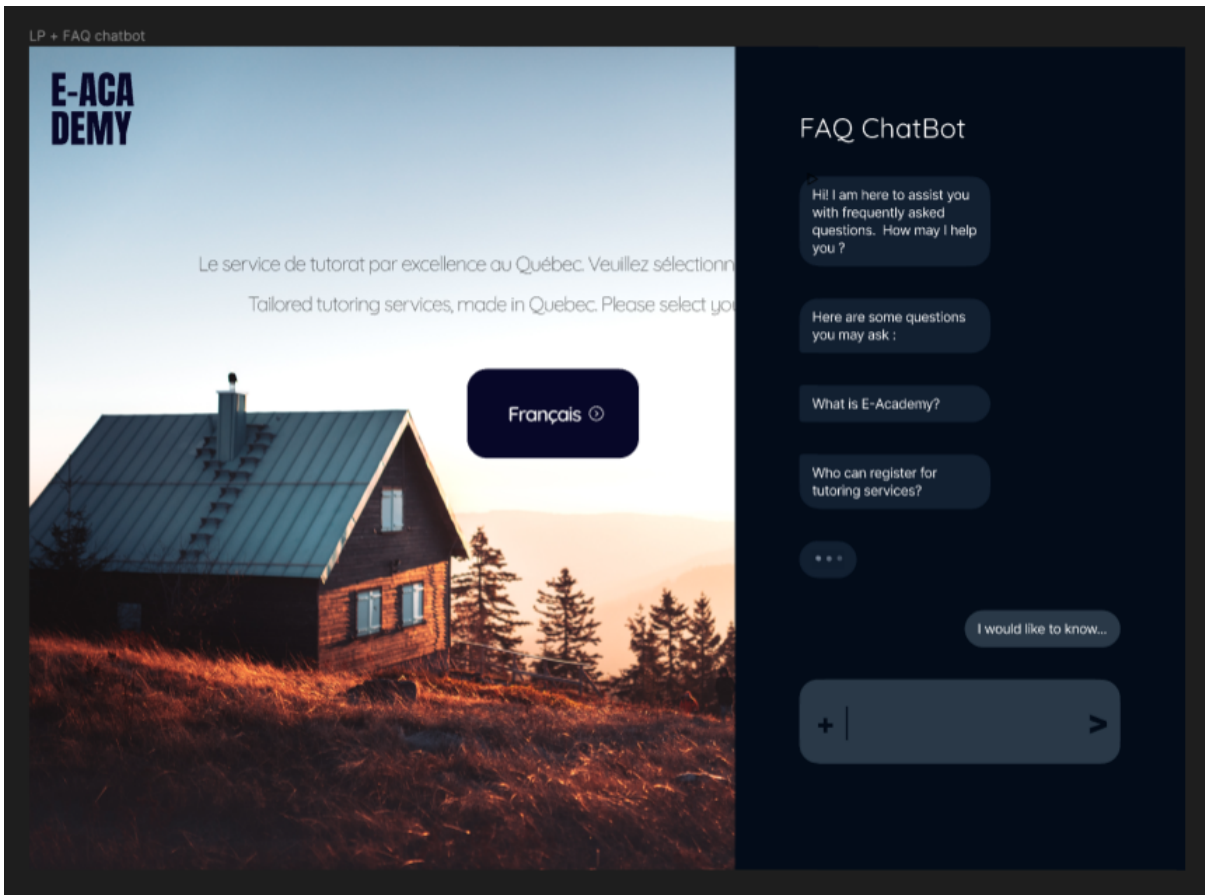 LP + FAQ chatbot
E-ACA
DEMY
Le service de tutorat par excellence au Québec. Veuillez sélectionn
Tailored tutoring services, made in Quebec. Please select you
Français
FAQ ChatBot
Hi! I am here to assist you
with frequently asked
questions. How may I help
you ?
Here are some questions
you may ask :
What is E-Academy?
Who can register for
tutoring services?
I would like to know...
+
>